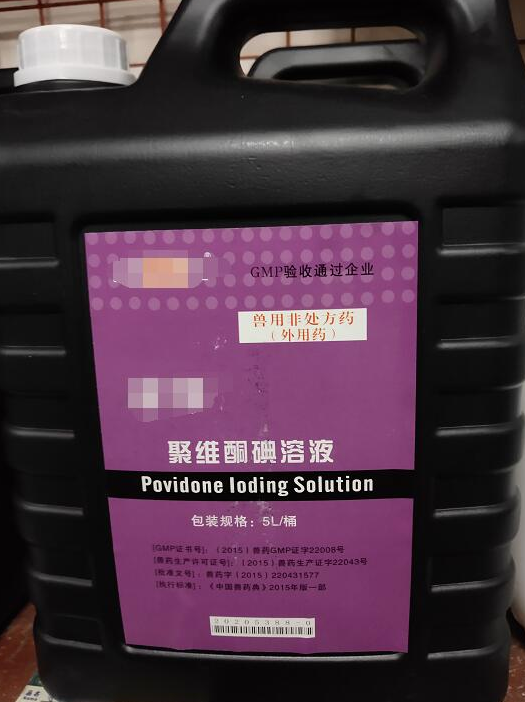 GMP验收通过企业
兽用非处方药
（外用药）
聚维酮碘溶液
Povidone Ioding Solution
包装规格：5L/桶
[GMP证书号]：（2015）兽药GMP证字22008号
[兽药生产许可证号]：（2015）兽药生产证字22043号
[批准文号]：兽药字（2015）220431577
[执行标准]：《中国兽药典》2015年版一部
20205388-0